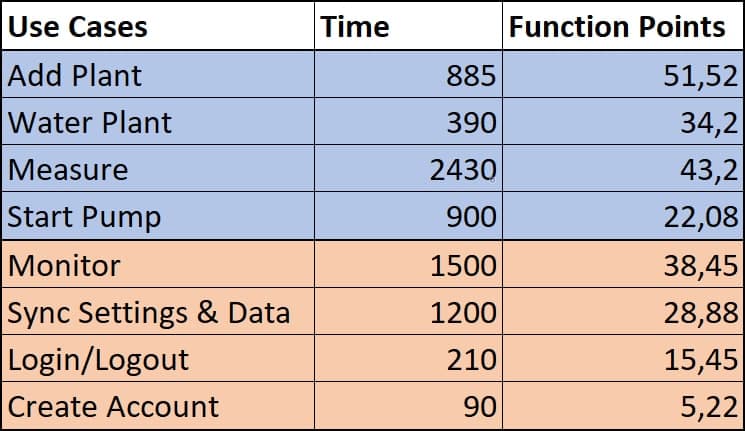 Use Cases Time Function Points
Add Plant 885 51,52
Water Plant 390 34,2
Measure 2430 43,2
Start Pump 900 22,08
Monitor 1500 38,45
Sync Settings & Data 1200 28,88
Login/Logout 210 15,45
Create Account 90 5,22